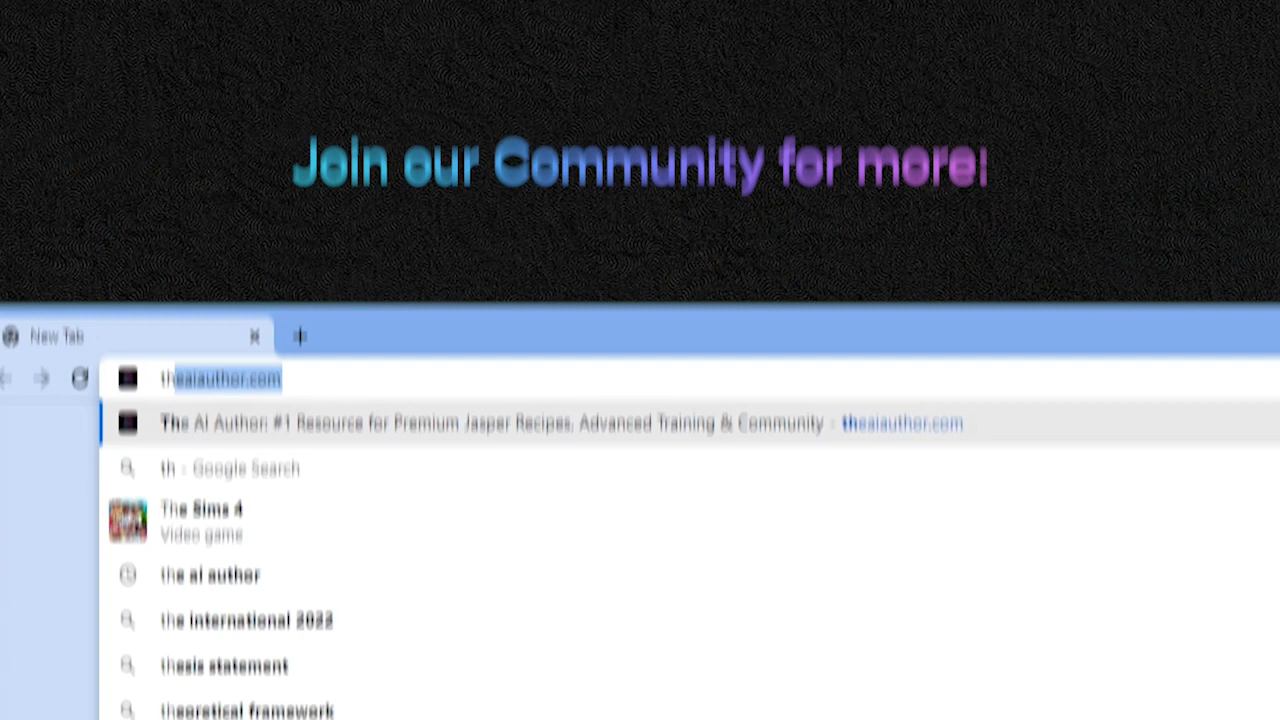 Join our Community for more:
New Tab
theaiauthor.com
The AI Author: #1 Resource for Premium Jasper Recipes, Advanced Training & Community - theaiauthor.com
th - Google Search
The Sims 4
Video game
the ai author
the international 2022
thesis statement
theoretical framework